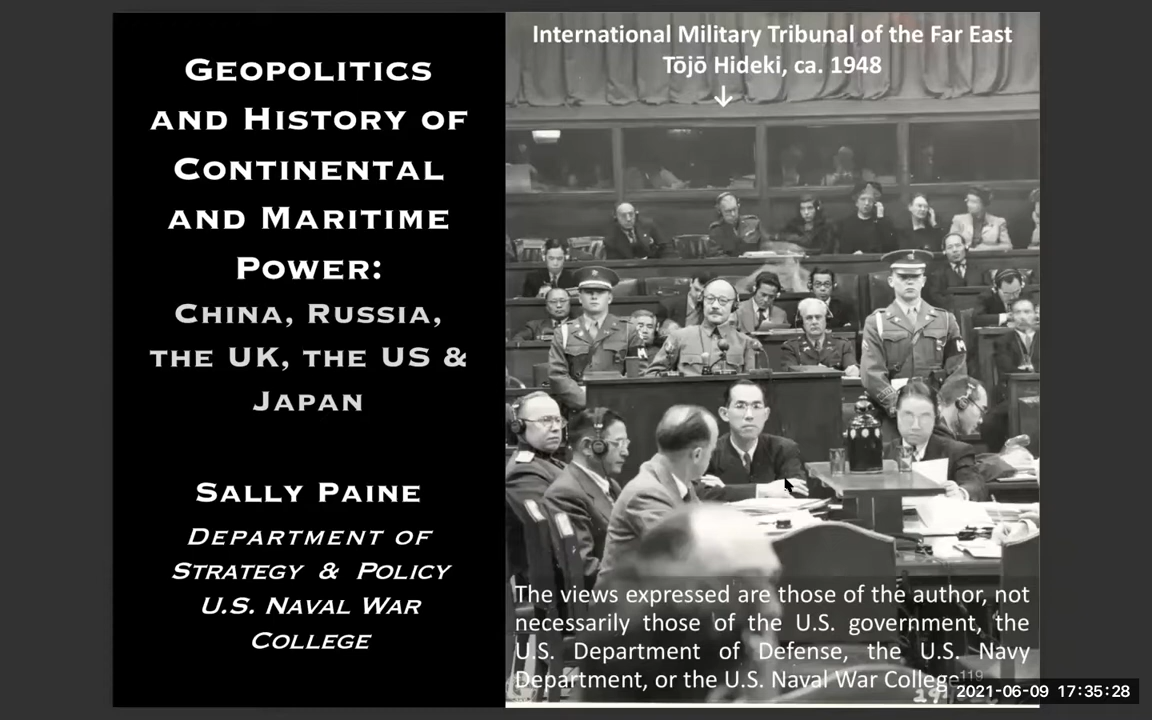 GEOPOLITICS
AND HISTORY OF
CONTINENTAL
AND MARITIME
POWER:
CHINA, RUSSIA,
THE UK, THE US &
JAPAN
SALLY PAINE
DEPARTMENT OF
STRATEGY & POLICY
U.S. NAVAL WAR
COLLEGE
International Military Tribunal of the Far East
Tōjō Hideki, ca. 1948
↓
The views expressed are those of the author, not
necessarily those of the U.S. government, the
U.S. Department of Defense, the U.S. Navy
Department, or the U.S. Naval War College
119
2021-06-09 17:35:28